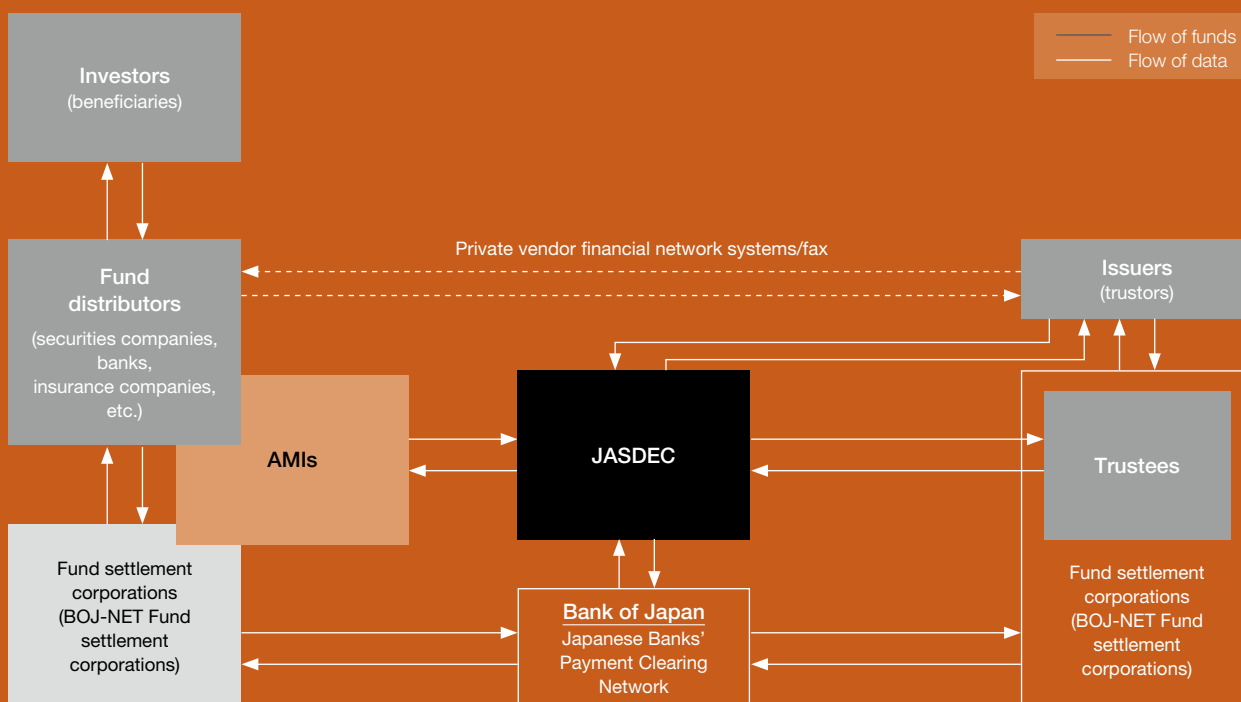 Flow of funds
Flow of data
Investors
(beneficiaries)
Private vendor financial network systems/fax
Fund
distributors
(securities companies,
banks,
insurance companies,
etc.)
Issuers
(trustors)
AMIs
JASDEC
Trustees
Fund settlement
corporations
(BOJ-NET Fund
settlement
corporations)
Bank of Japan
Japanese Banks’
Payment Clearing
Network
Fund settlement
corporations
(BOJ-NET Fund
settlement
corporations)